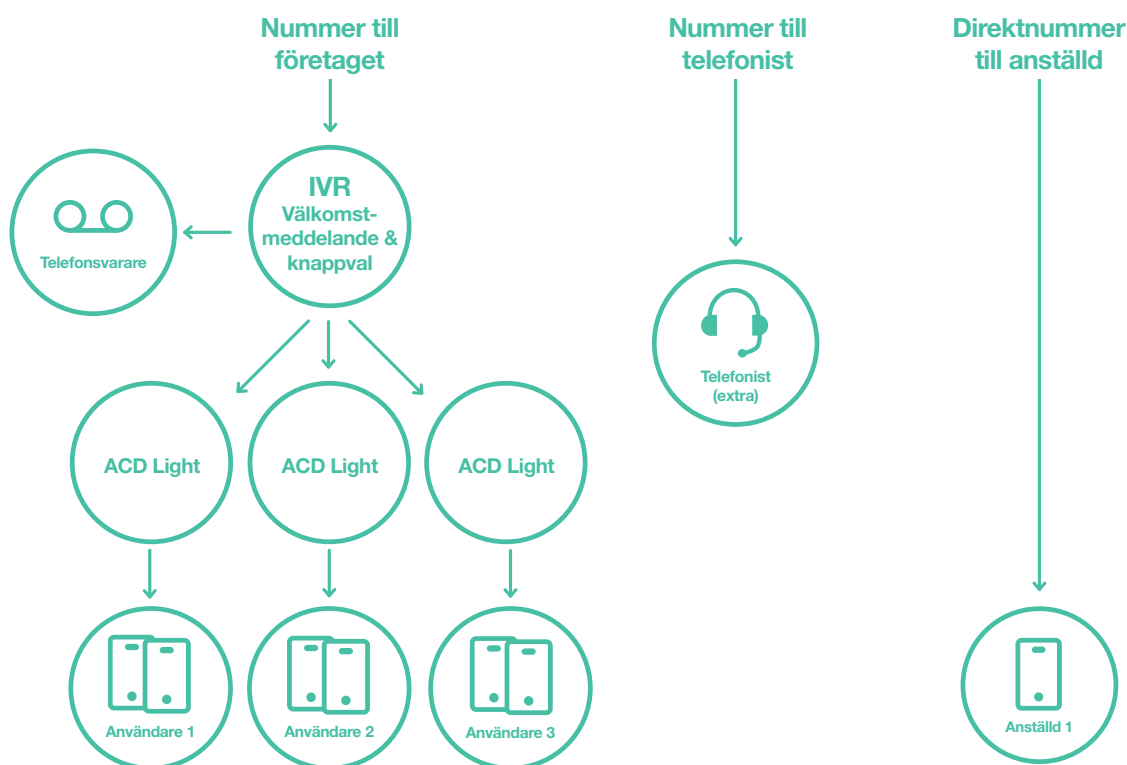 Nummer till
företaget
Nummer till
telefonist
Direktnummer
till anställd
IVR
Välkomst-
meddelande &
knappval
Telefonsvarare
Telefonist
(extra)
ACD Light
ACD Light
ACD Light
Användare 1
Användare 2
Användare 3
Anställd 1